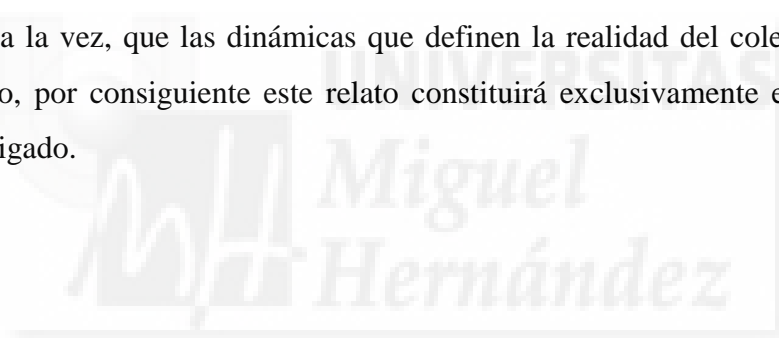 a la vez, que las dinámicas que definen la realidad del cole
o, por consiguiente este relato constituirá exclusivamente e
igado.
UNIVERSITAS
Miguel
Hernández